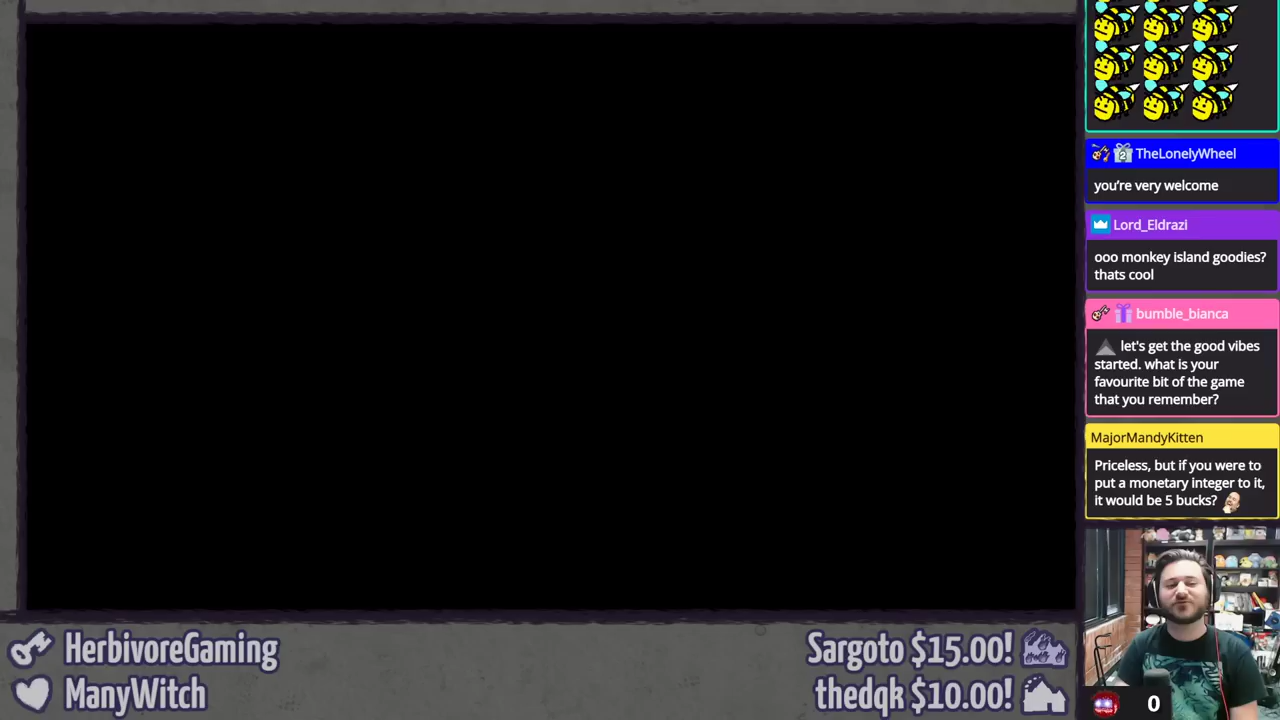 TheLonelyWheel
you're very welcome
Lord_Eldrazi
ooo monkey island goodies?
thats cool
bumble_bianca
let's get the good vibes
started. what is your
favourite bit of the game
that you remember?
MajorMandyKitten
Priceless, but if you were to
put a monetary integer to it,
it would be 5 bucks?
HerbivoreGaming
ManyWitch
Sargoto $15.00!
thedqk $10.00!
0